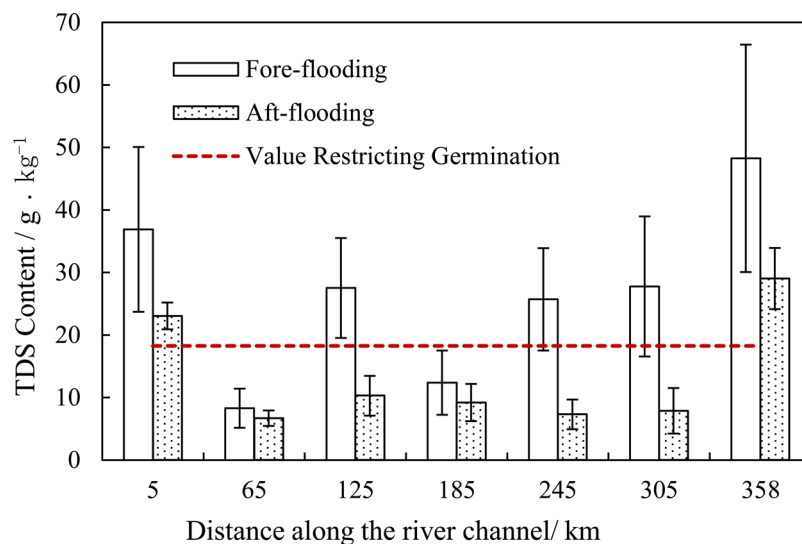 70
60
50
40
30
20
10
0
TDS Content / g · kg⁻¹
Fore-flooding
Aft-flooding
Value Restricting Germination
5 65 125 185 245 305 358
Distance along the river channel/ km